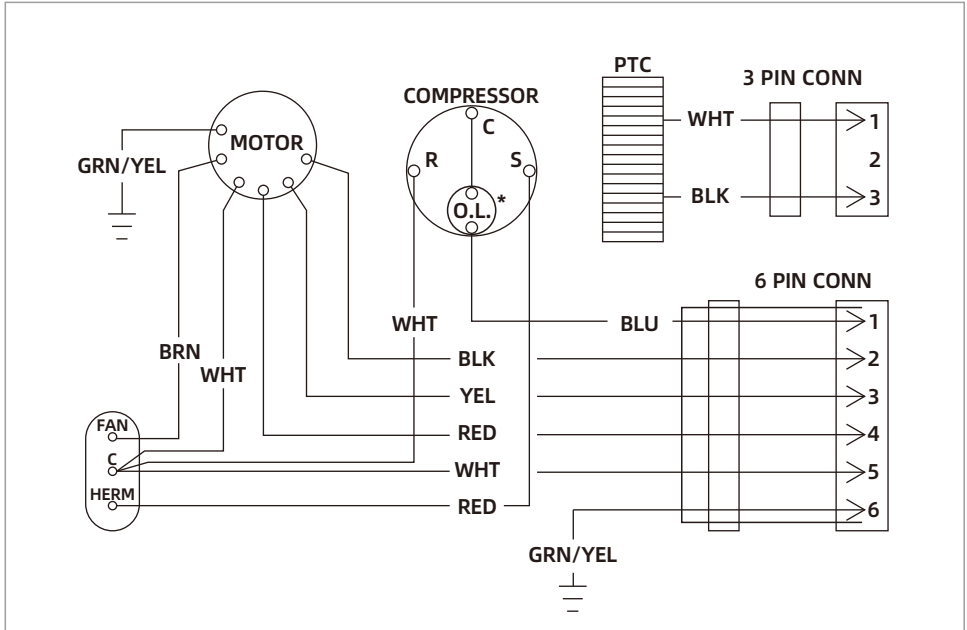 PTC
3 PIN CONN
COMPRESSOR
WHT
1
C
MOTOR
2
GRN/YEL
R
S
BLK
3
O.L. *
6 PIN CONN
WHT
BLU
1
BRN
BLK
2
WHT
YEL
3
FAN
RED
4
C
WHT
5
HERM
RED
6
GRN/YEL